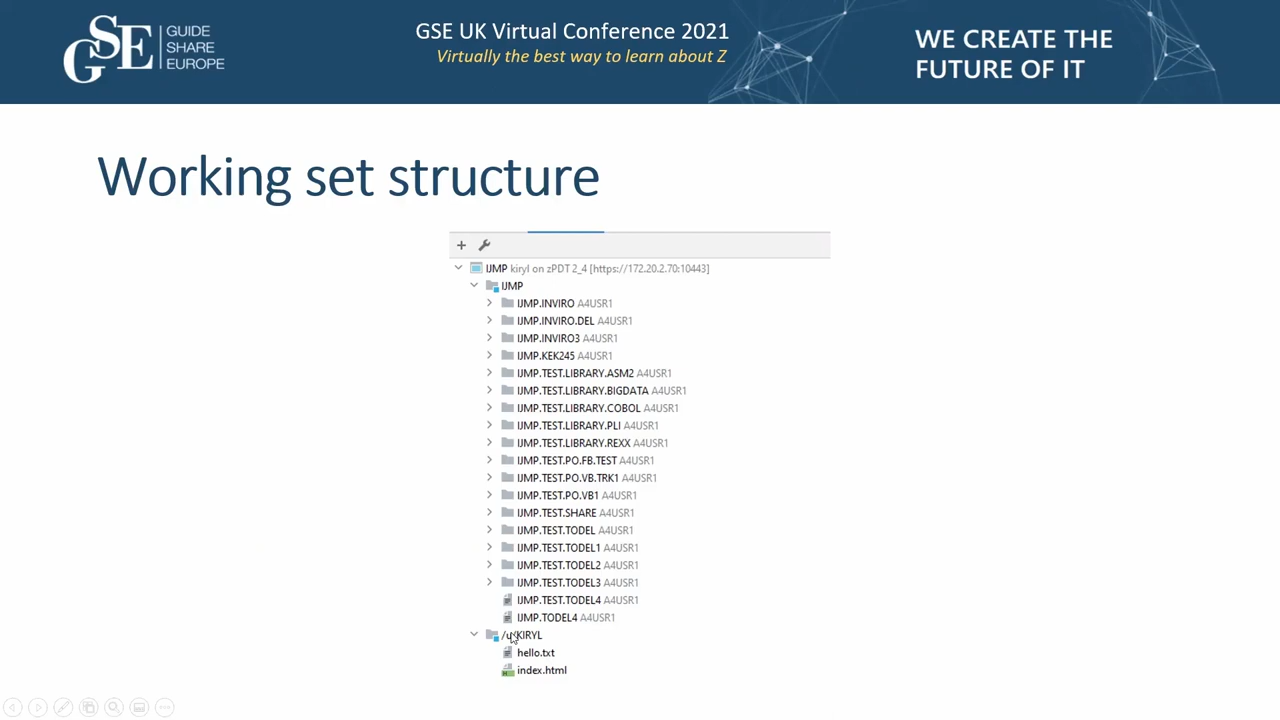 GSE
GUIDE
SHARE
EUROPE
GSE UK Virtual Conference 2021
Virtually the best way to learn about Z
WE CREATE THE
FUTURE OF IT
Working set structure
IJMP kiryl on zPDT 2_4 [https://172.20.2.70:10443]
IJMP
IJMP.INVIRO A4USR1
IJMP.INVIRO.DEL A4USR1
IJMP.INVIRO3 A4USR1
IJMP.KEK245 A4USR1
IJMP.TEST.LIBRARY.ASM2 A4USR1
IJMP.TEST.LIBRARY.BIGDATA A4USR1
IJMP.TEST.LIBRARY.COBOL A4USR1
IJMP.TEST.LIBRARY.PLI A4USR1
IJMP.TEST.LIBRARY.REXX A4USR1
IJMP.TEST.PO.FB.TEST A4USR1
IJMP.TEST.PO.VB.TRK1 A4USR1
IJMP.TEST.PO.VB1 A4USR1
IJMP.TEST.SHARE A4USR1
IJMP.TEST.TODEL A4USR1
IJMP.TEST.TODEL1 A4USR1
IJMP.TEST.TODEL2 A4USR1
IJMP.TEST.TODEL3 A4USR1
IJMP.TEST.TODEL4 A4USR1
IJMP.TODEL4 A4USR1
/u/KIRYL
hello.txt
index.html